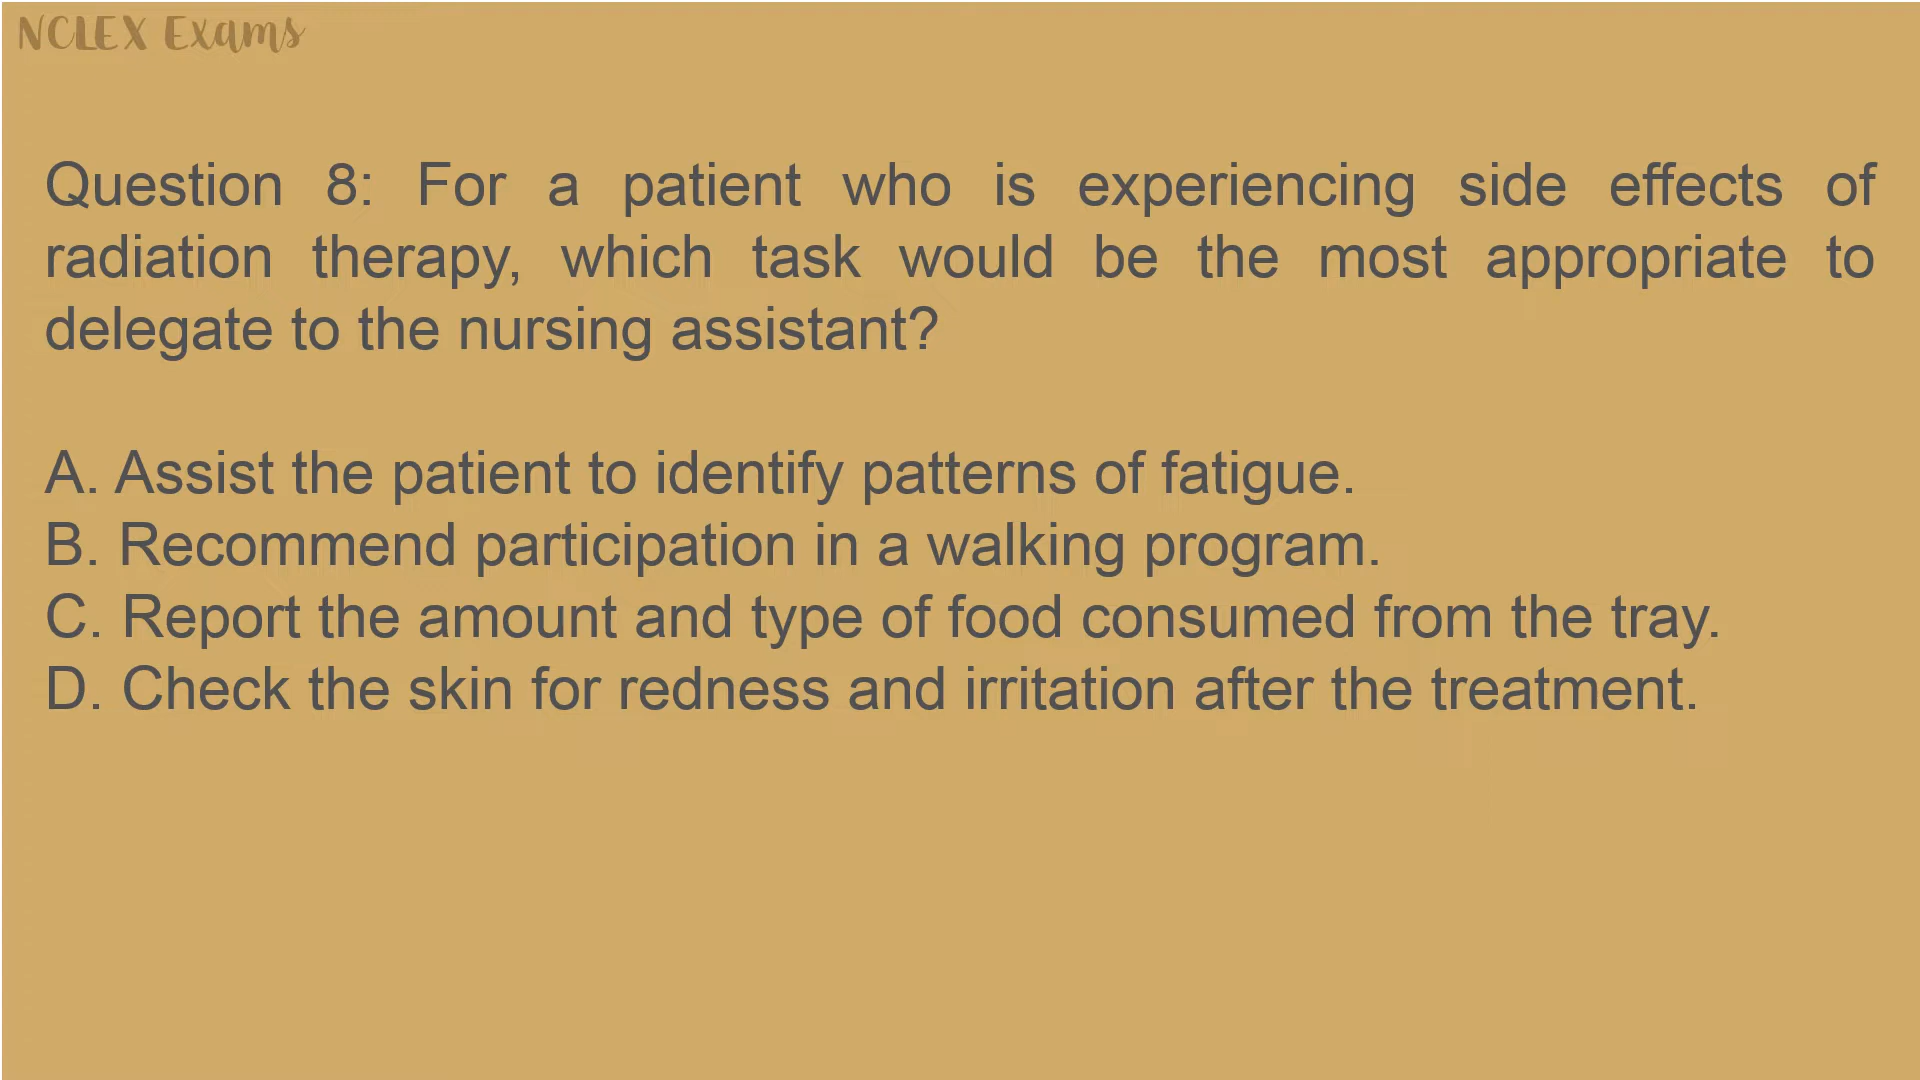 NCLEX Exams
Question 8: For a patient who is experiencing side effects of
radiation therapy, which task would be the most appropriate to
delegate to the nursing assistant?
A. Assist the patient to identify patterns of fatigue.
B. Recommend participation in a walking program.
C. Report the amount and type of food consumed from the tray.
D. Check the skin for redness and irritation after the treatment.